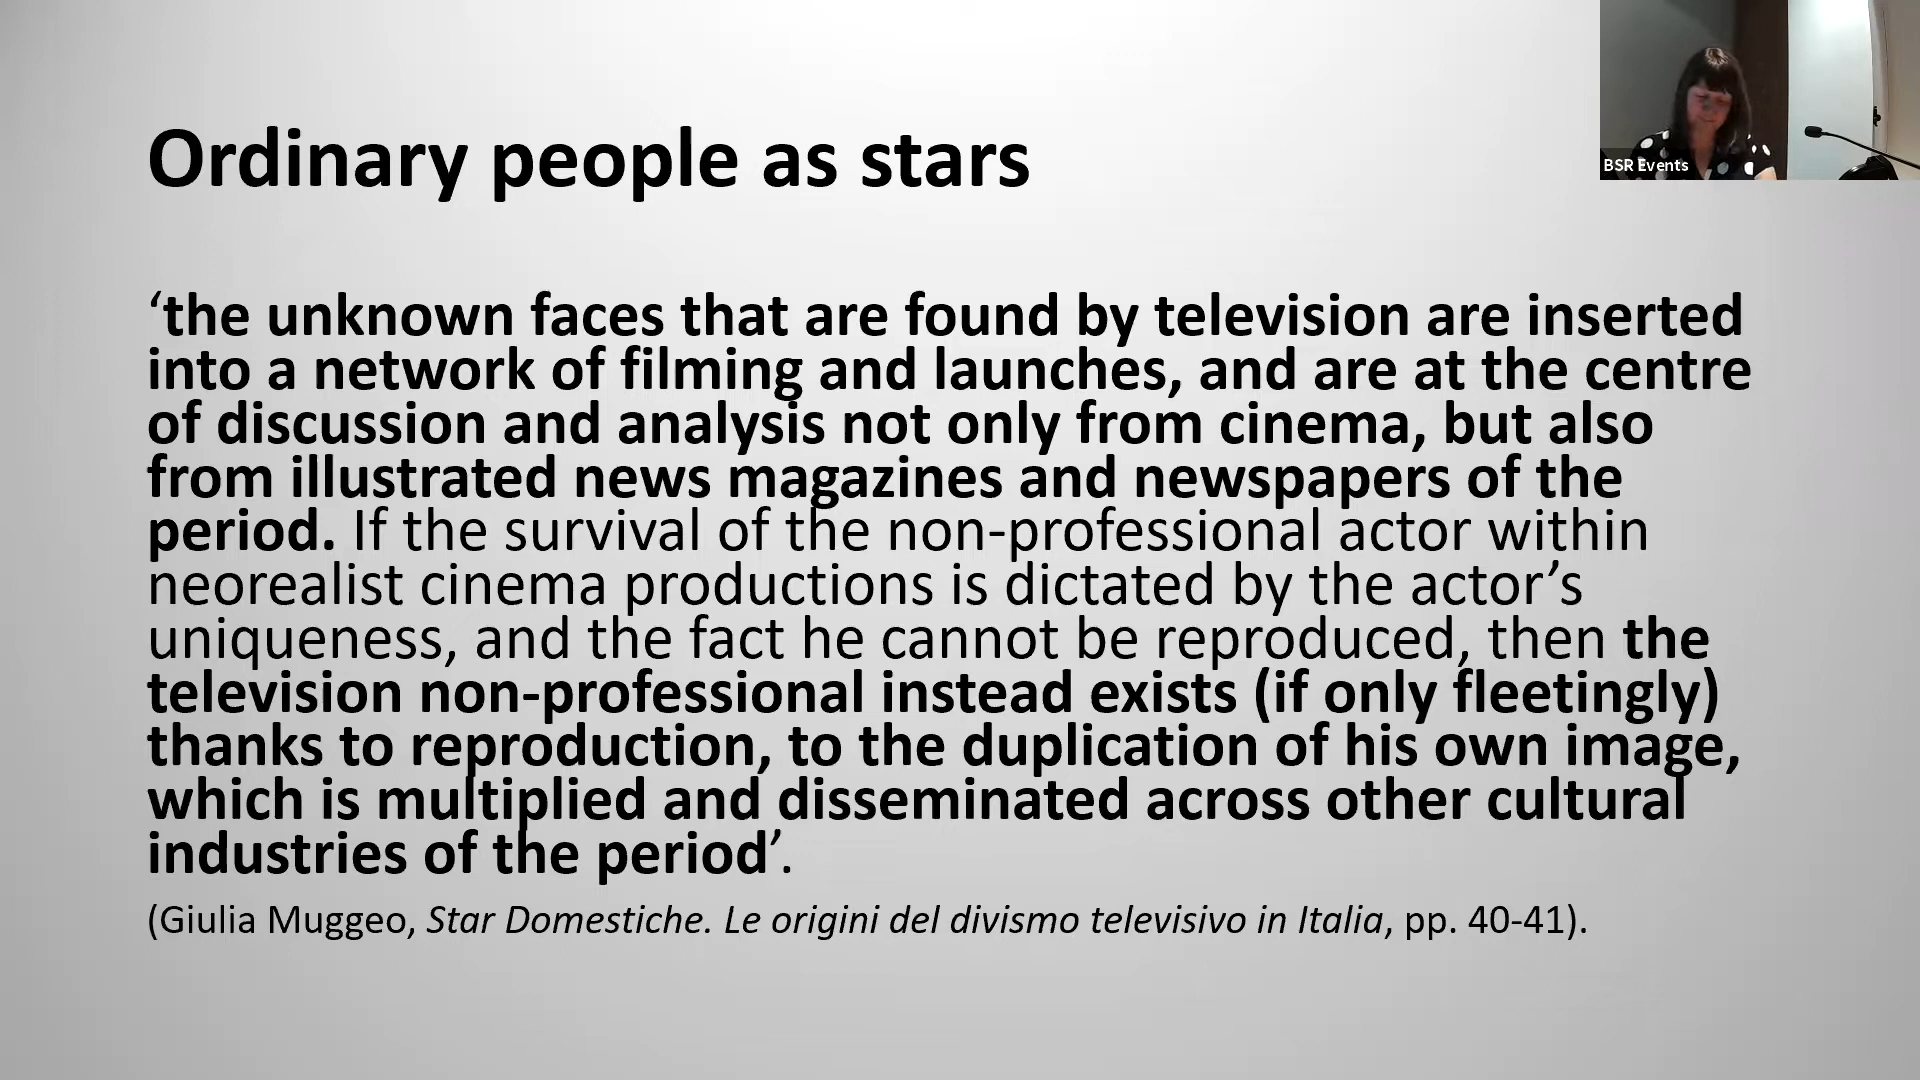 Ordinary people as stars
BSR Events
‘the unknown faces that are found by television are inserted
into a network of filming and launches, and are at the centre
of discussion and analysis not only from cinema, but also
from illustrated news magazines and newspapers of the
period. If the survival of the non-professional actor within
neorealist cinema productions is dictated by the actor’s
uniqueness, and the fact he cannot be reproduced, then the
television non-professional instead exists (if only fleetingly)
thanks to reproduction, to the duplication of his own image,
which is multiplied and disseminated across other cultural
industries of the period’.
(Giulia Muggeo, Star Domestiche. Le origini del divismo televisivo in Italia, pp. 40-41).